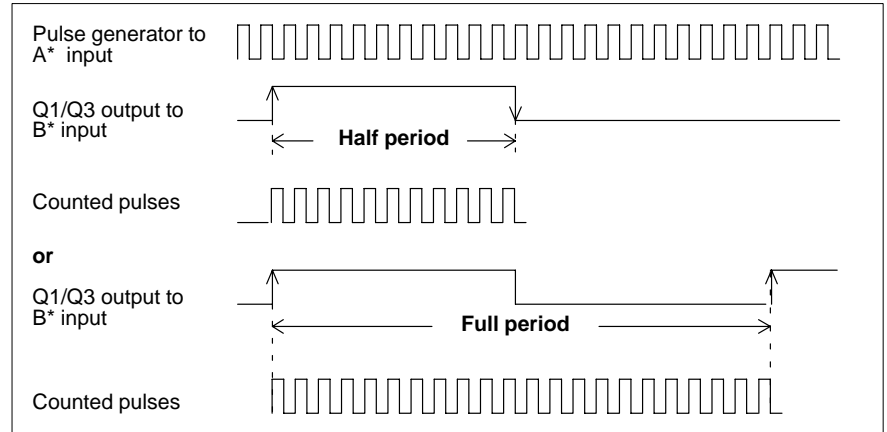 Pulse generator to
A* input
Q1/Q3 output to
B* input
Half period
Counted pulses
or
Q1/Q3 output to
B* input
Full period
Counted pulses